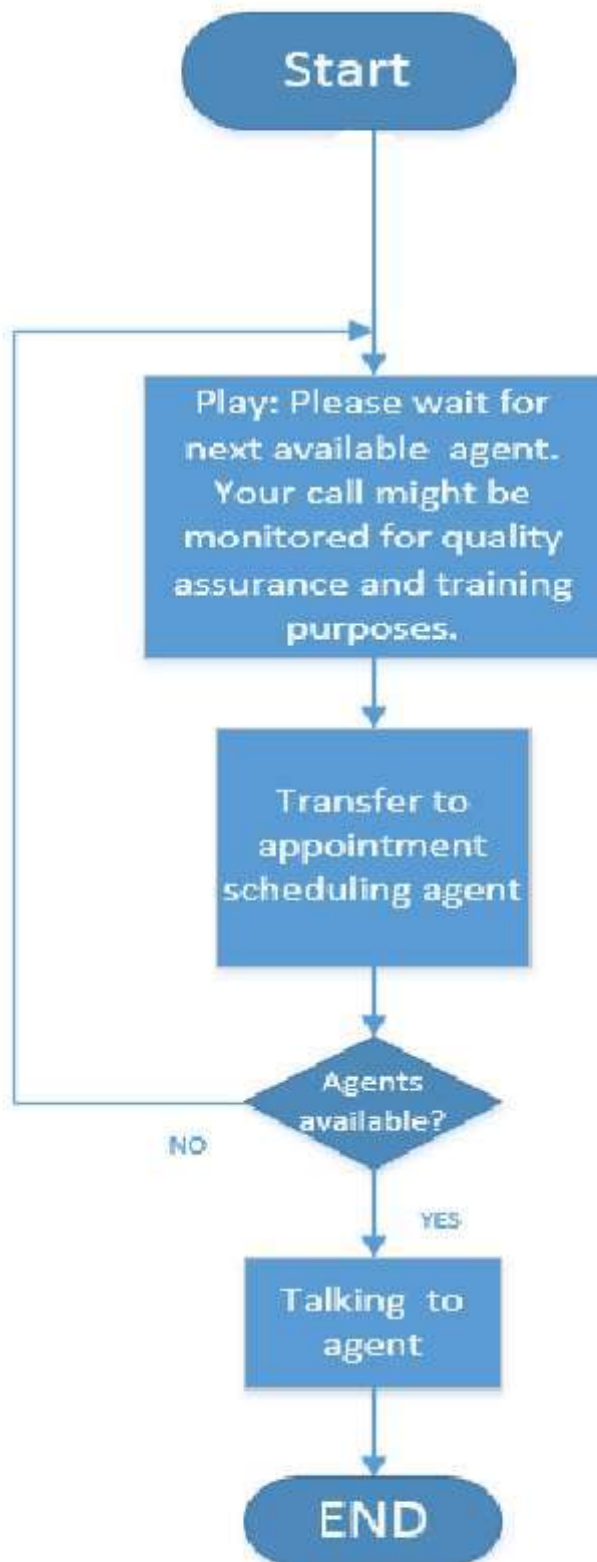 Start
Play: Please wait for
next available agent.
Your call might be
monitored for quality
assurance and training
purposes.
Transfer to
appointment
scheduling agent
Agents
available?
NO
YES
Talking to
agent
END